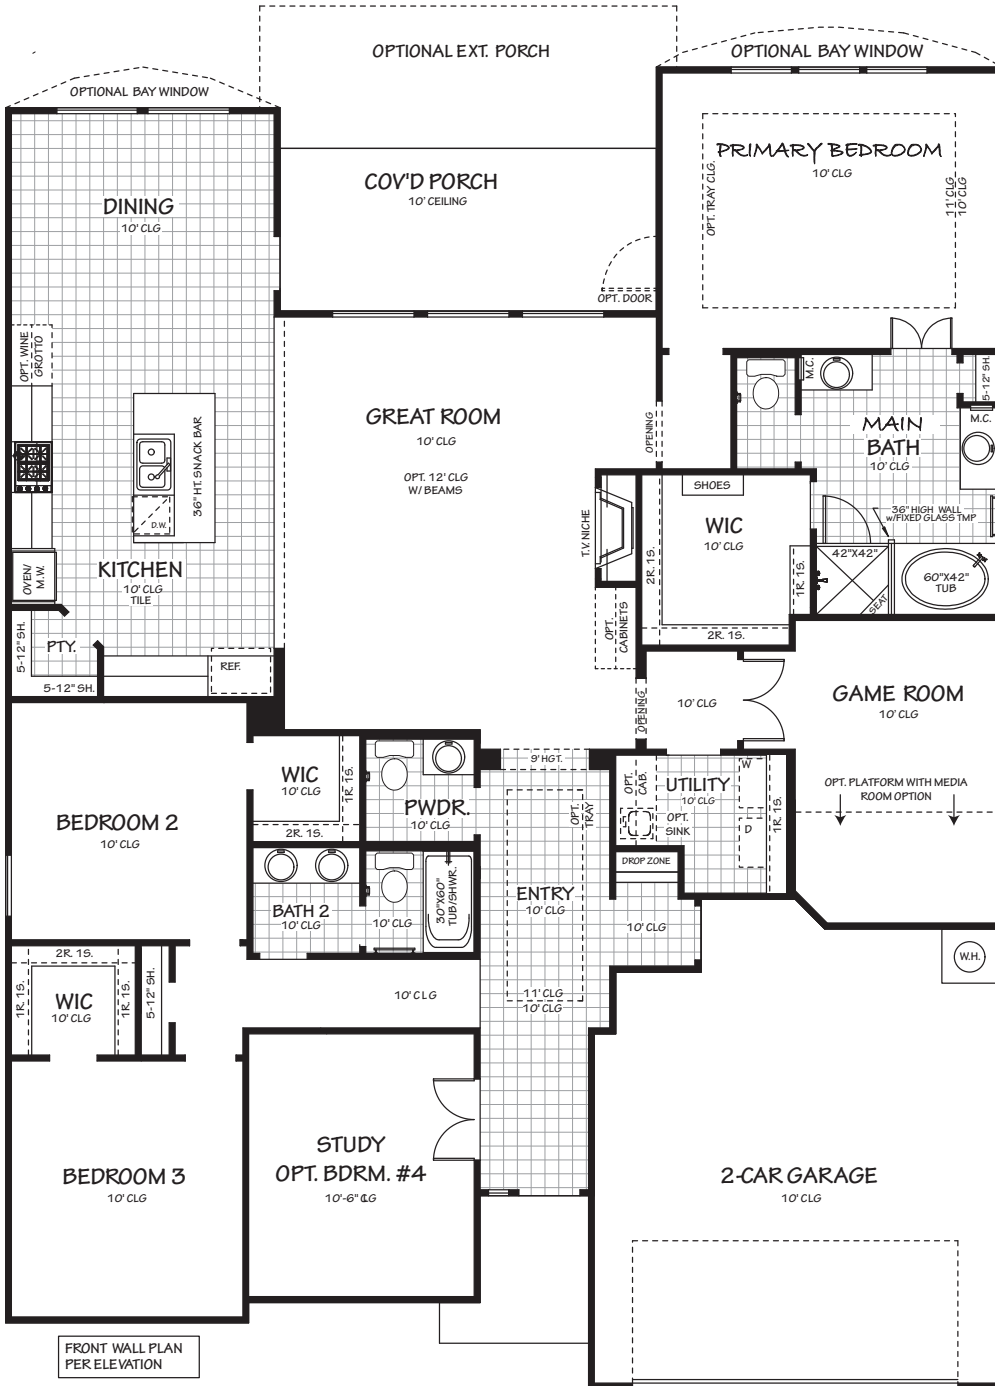 OPTIONAL EXT. PORCH
OPTIONAL BAY WINDOW
OPTIONAL BAY WINDOW
PRIMARY BEDROOM
10' CLG
OPT. TRAY CLG.
11' CLG
10' CLG
COV'D PORCH
10' CEILING
DINING
10' CLG
OPT. DOOR
OPT. WINE
GROTTO
M.C.
5-12" SH.
GREAT ROOM
10' CLG
OPT. 12' CLG
W/ BEAMS
OPENING
MAIN
BATH
10' CLG
M.C.
36" HT. SNACK BAR
D.W.
SHOES
WIC
10' CLG
2R. 1S.
1R. 1S.
2R. 1S.
36" HIGH WALL
w/FIXED GLASS TMP
T.V. NICHE
42"X42"
SEAT
60"X42"
TUB
OVEN/
M.W.
KITCHEN
10' CLG
TILE
OPT.
CABINETS
5-12" SH.
PTY.
5-12" SH.
REF.
OPENING
10' CLG
GAME ROOM
10' CLG
9' HGT.
WIC
10' CLG
1R. 1S.
2R. 1S.
PWDR.
10' CLG
OPT.
TRAY
OPT.
CAB.
UTILITY
10' CLG
OPT.
SINK
W
D
1R. 1S.
OPT. PLATFORM WITH MEDIA
ROOM OPTION
BEDROOM 2
10' CLG
DROP ZONE
BATH 2
10' CLG
10' CLG
30"X60"
TUB/SHWR.
ENTRY
10' CLG
10' CLG
2R. 1S.
1R. 1S.
WIC
10' CLG
1R. 1S.
5-12" SH.
10' CLG
11' CLG
10' CLG
W.H.
STUDY
OPT. BDRM. #4
10'-6" CLG
BEDROOM 3
10' CLG
2-CAR GARAGE
10' CLG
FRONT WALL PLAN
PER ELEVATION